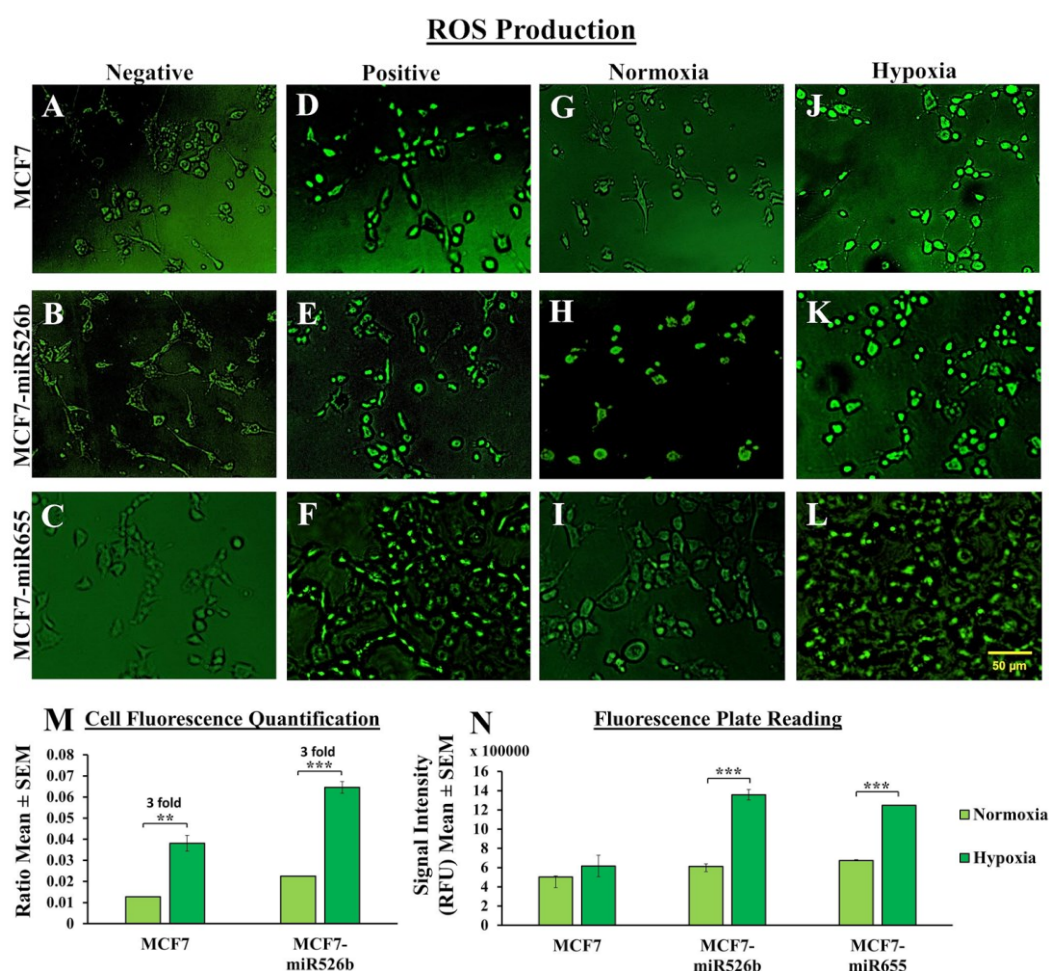 ROS Production
Negative Positive Normoxia Hypoxia
MCF7
A D G J
MCF7-miR526b
B E H K
MCF7-miR655
C F I L
50 µm
M Cell Fluorescence Quantification
Ratio Mean ± SEM
0.08
0.07
0.06
0.05
0.04
0.03
0.02
0.01
0
3 fold
**
3 fold
***
MCF7
MCF7-
miR526b
N Fluorescence Plate Reading
x 100000
Signal Intensity
(RFU) Mean ± SEM
16
14
12
10
8
6
4
2
0
***
***
MCF7
MCF7-
miR526b
MCF7-
miR655
Normoxia
Hypoxia